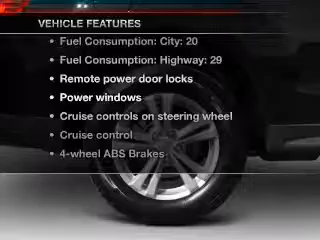 VEHICLE FEATURES
• Fuel Consumption: City: 20
• Fuel Consumption: Highway: 29
• Remote power door locks
• Power windows
• Cruise controls on steering wheel
• Cruise control
• 4-wheel ABS Brakes